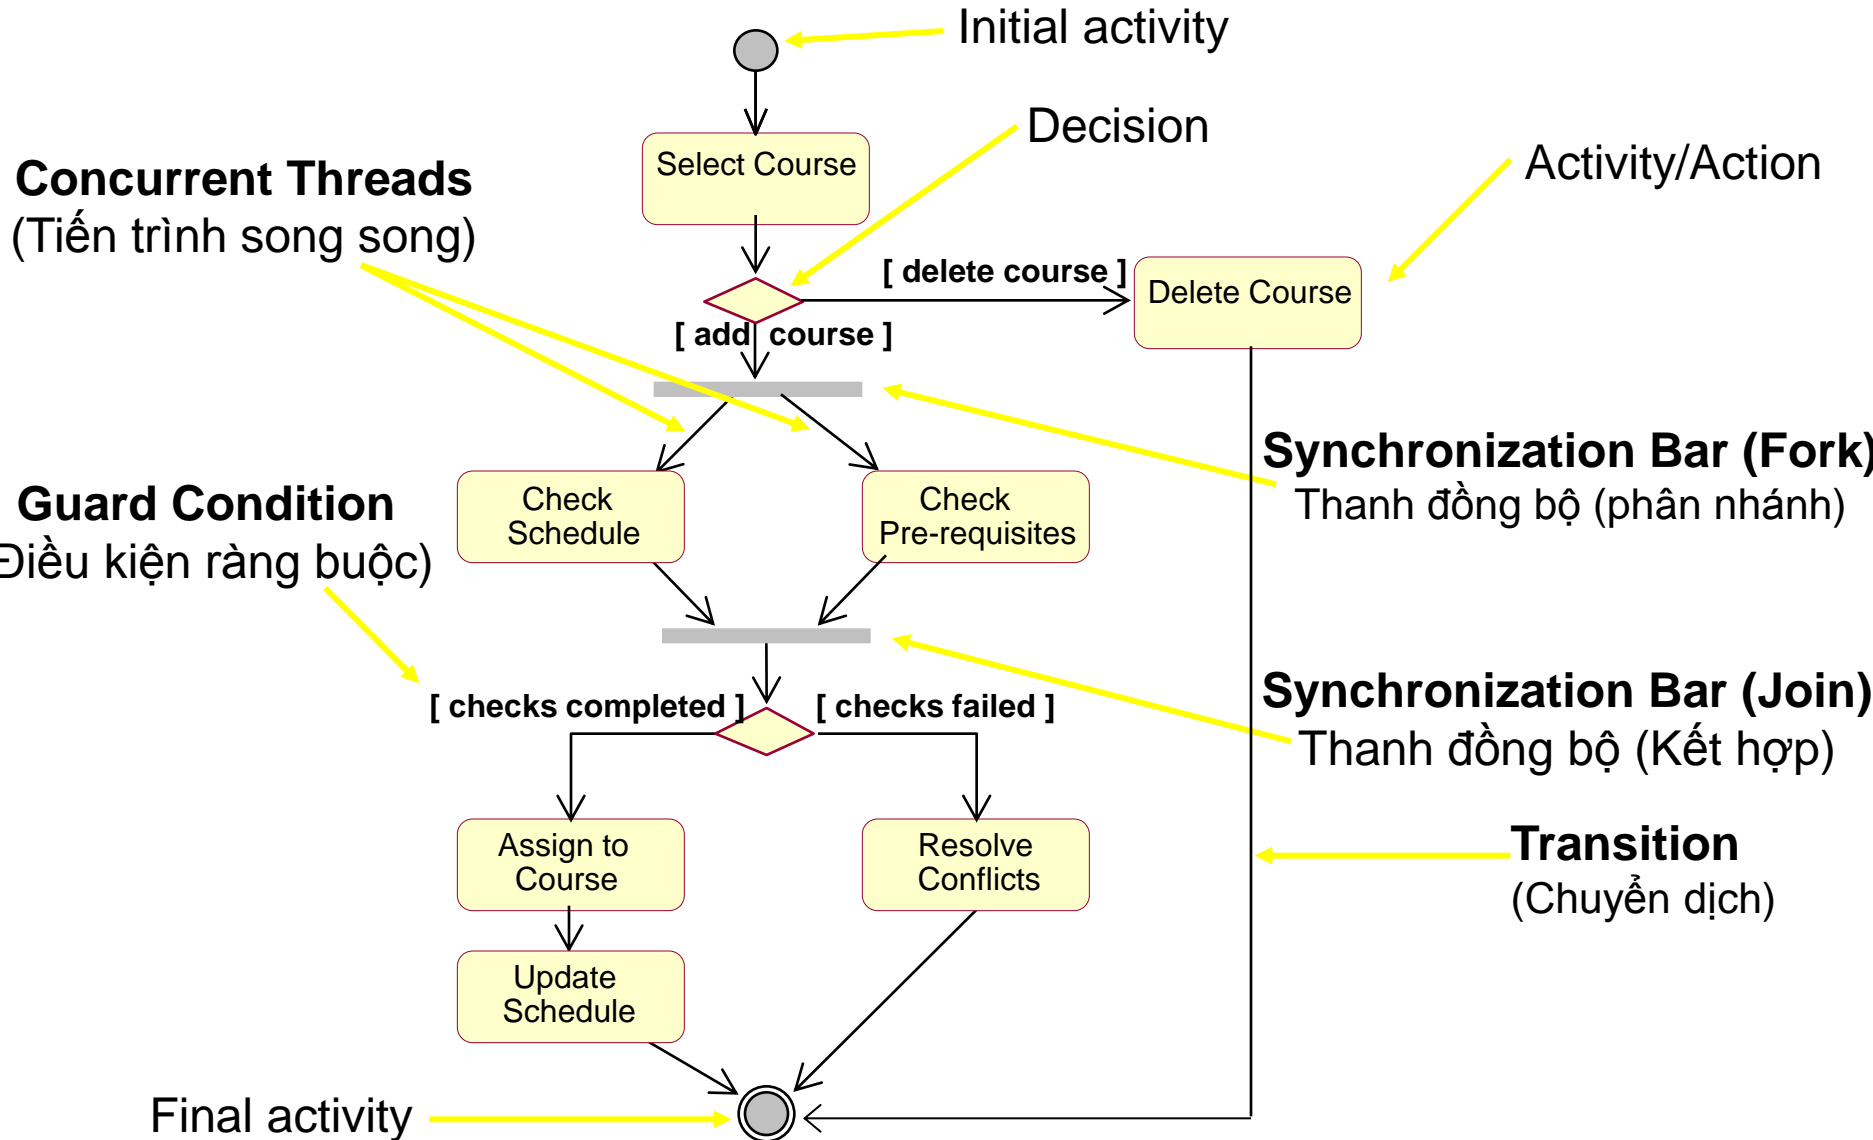 Initial activity
Decision
Select Course
Activity/Action
Concurrent Threads
(Tiến trình song song)
[ delete course ]
Delete Course
[ add course ]
Synchronization Bar (Fork)
Thanh đồng bộ (phân nhánh)
Check
Schedule
Check
Pre-requisites
Guard Condition
Điều kiện ràng buộc)
[ checks completed ]
[ checks failed ]
Synchronization Bar (Join)
Thanh đồng bộ (Kết hợp)
Assign to
Course
Resolve
Conflicts
Transition
(Chuyển dịch)
Update
Schedule
Final activity